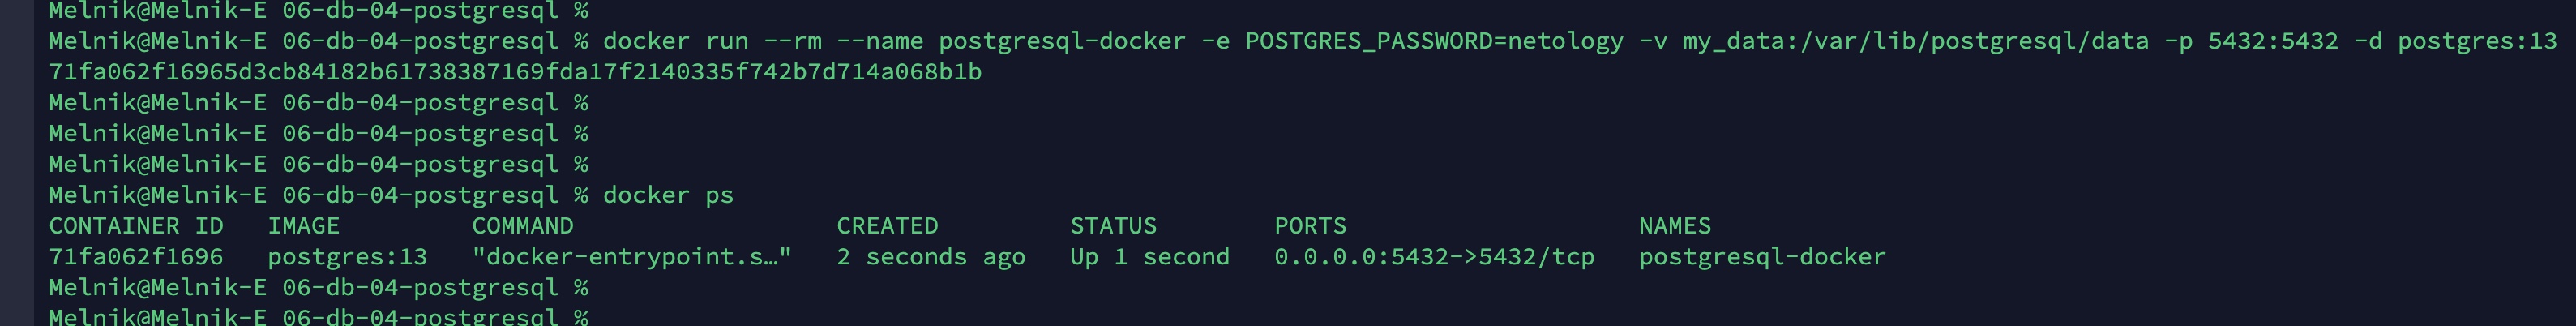 Melnik@Melnik-E 06-db-04-postgresql %
Melnik@Melnik-E 06-db-04-postgresql % docker run --rm --name postgresql-docker -e POSTGRES_PASSWORD=netology -v my_data:/var/lib/postgresql/data -p 5432:5432 -d postgres:13
71fa062f16965d3cb84182b61738387169fda17f2140335f742b7d714a068b1b
Melnik@Melnik-E 06-db-04-postgresql %
Melnik@Melnik-E 06-db-04-postgresql %
Melnik@Melnik-E 06-db-04-postgresql %
Melnik@Melnik-E 06-db-04-postgresql % docker ps
CONTAINER ID   IMAGE         COMMAND                 CREATED         STATUS        PORTS                   NAMES
71fa062f1696   postgres:13   "docker-entrypoint.s…"   2 seconds ago   Up 1 second   0.0.0.0:5432->5432/tcp   postgresql-docker
Melnik@Melnik-E 06-db-04-postgresql %
Melnik@Melnik-E 06-db-04-postgresql %